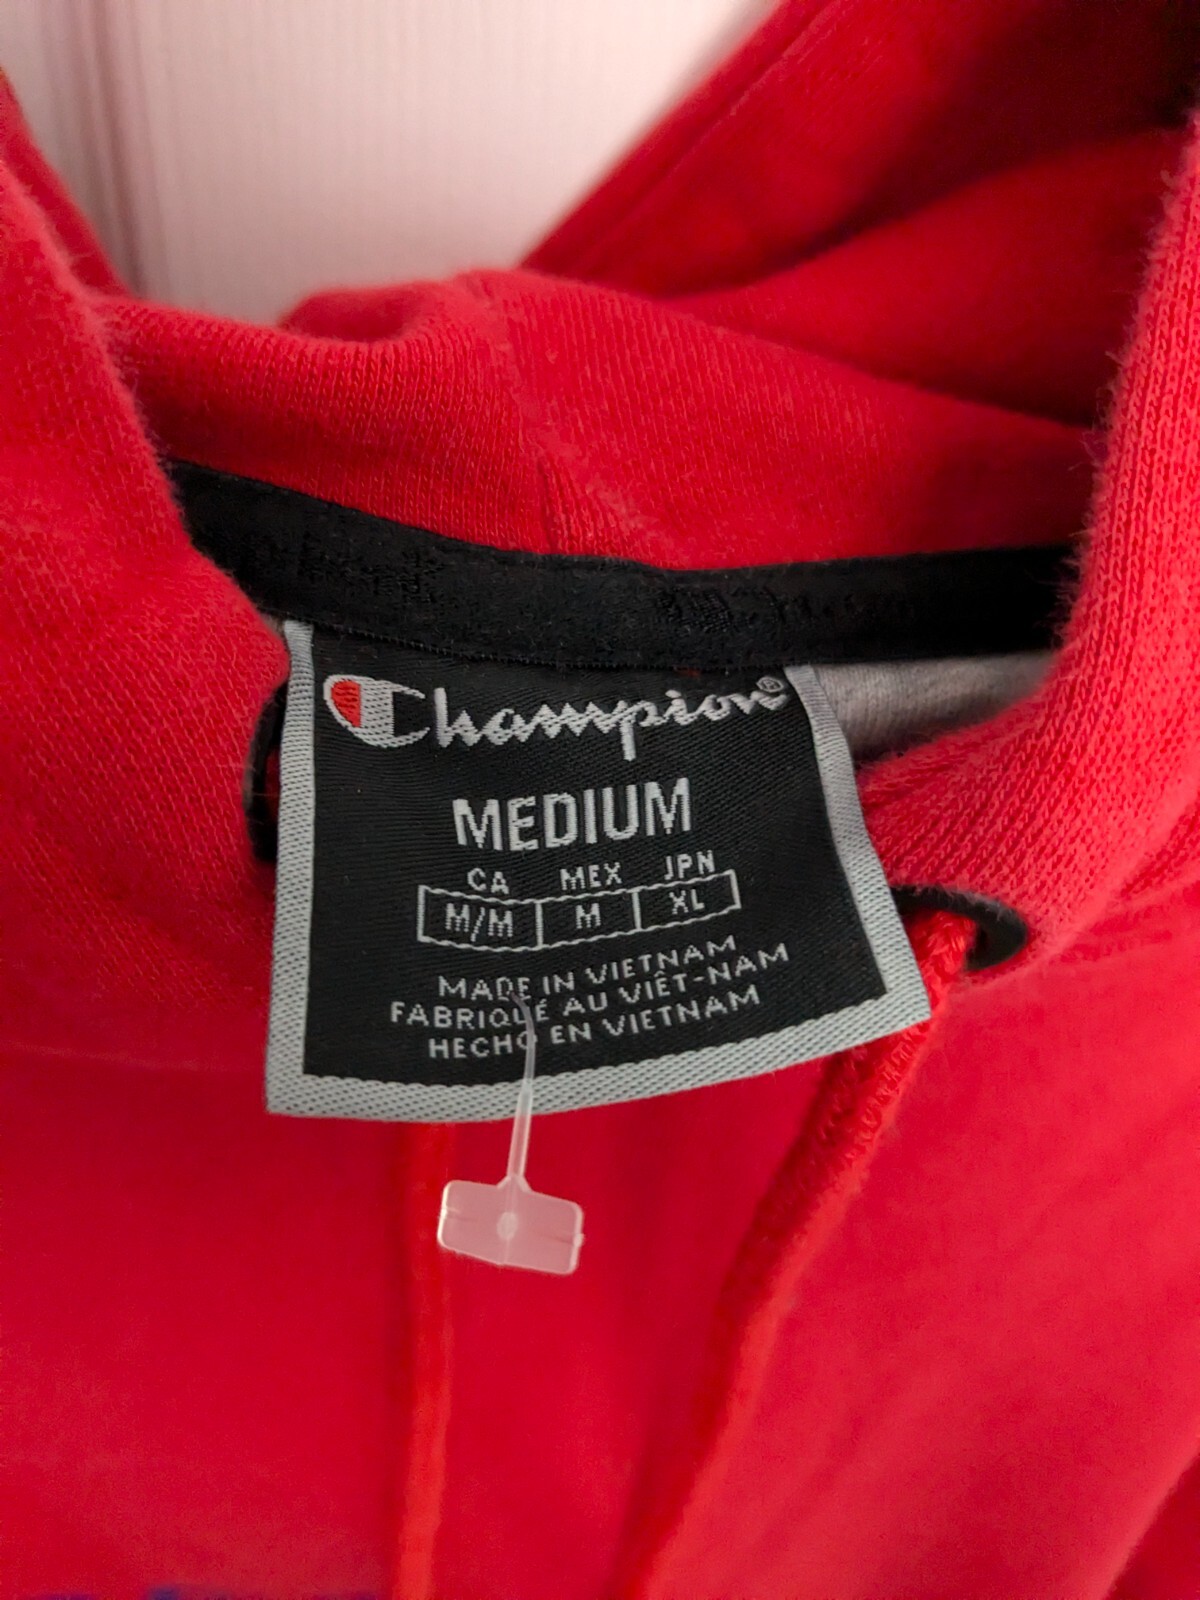 Champion®
MEDIUM
CA MEX JPN
M/M M XL
MADE IN VIETNAM
FABRIQUÉ AU VIÊT-NAM
HECHO EN VIETNAM